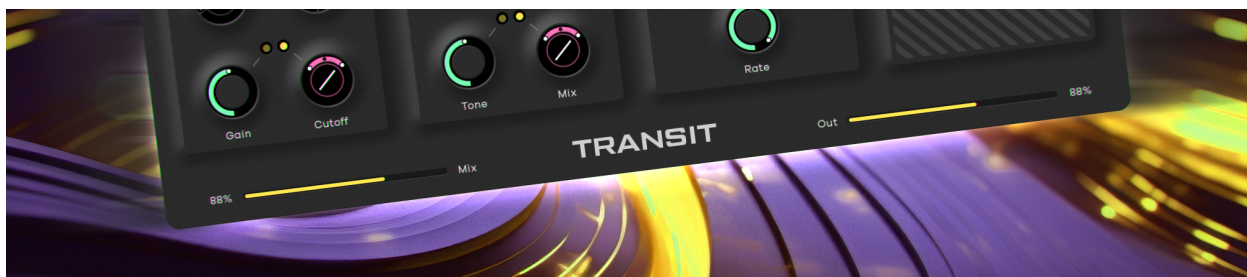 Gain
Cutoff
Tone
Mix
Rate
88%
Mix
TRANSIT
Out
88%